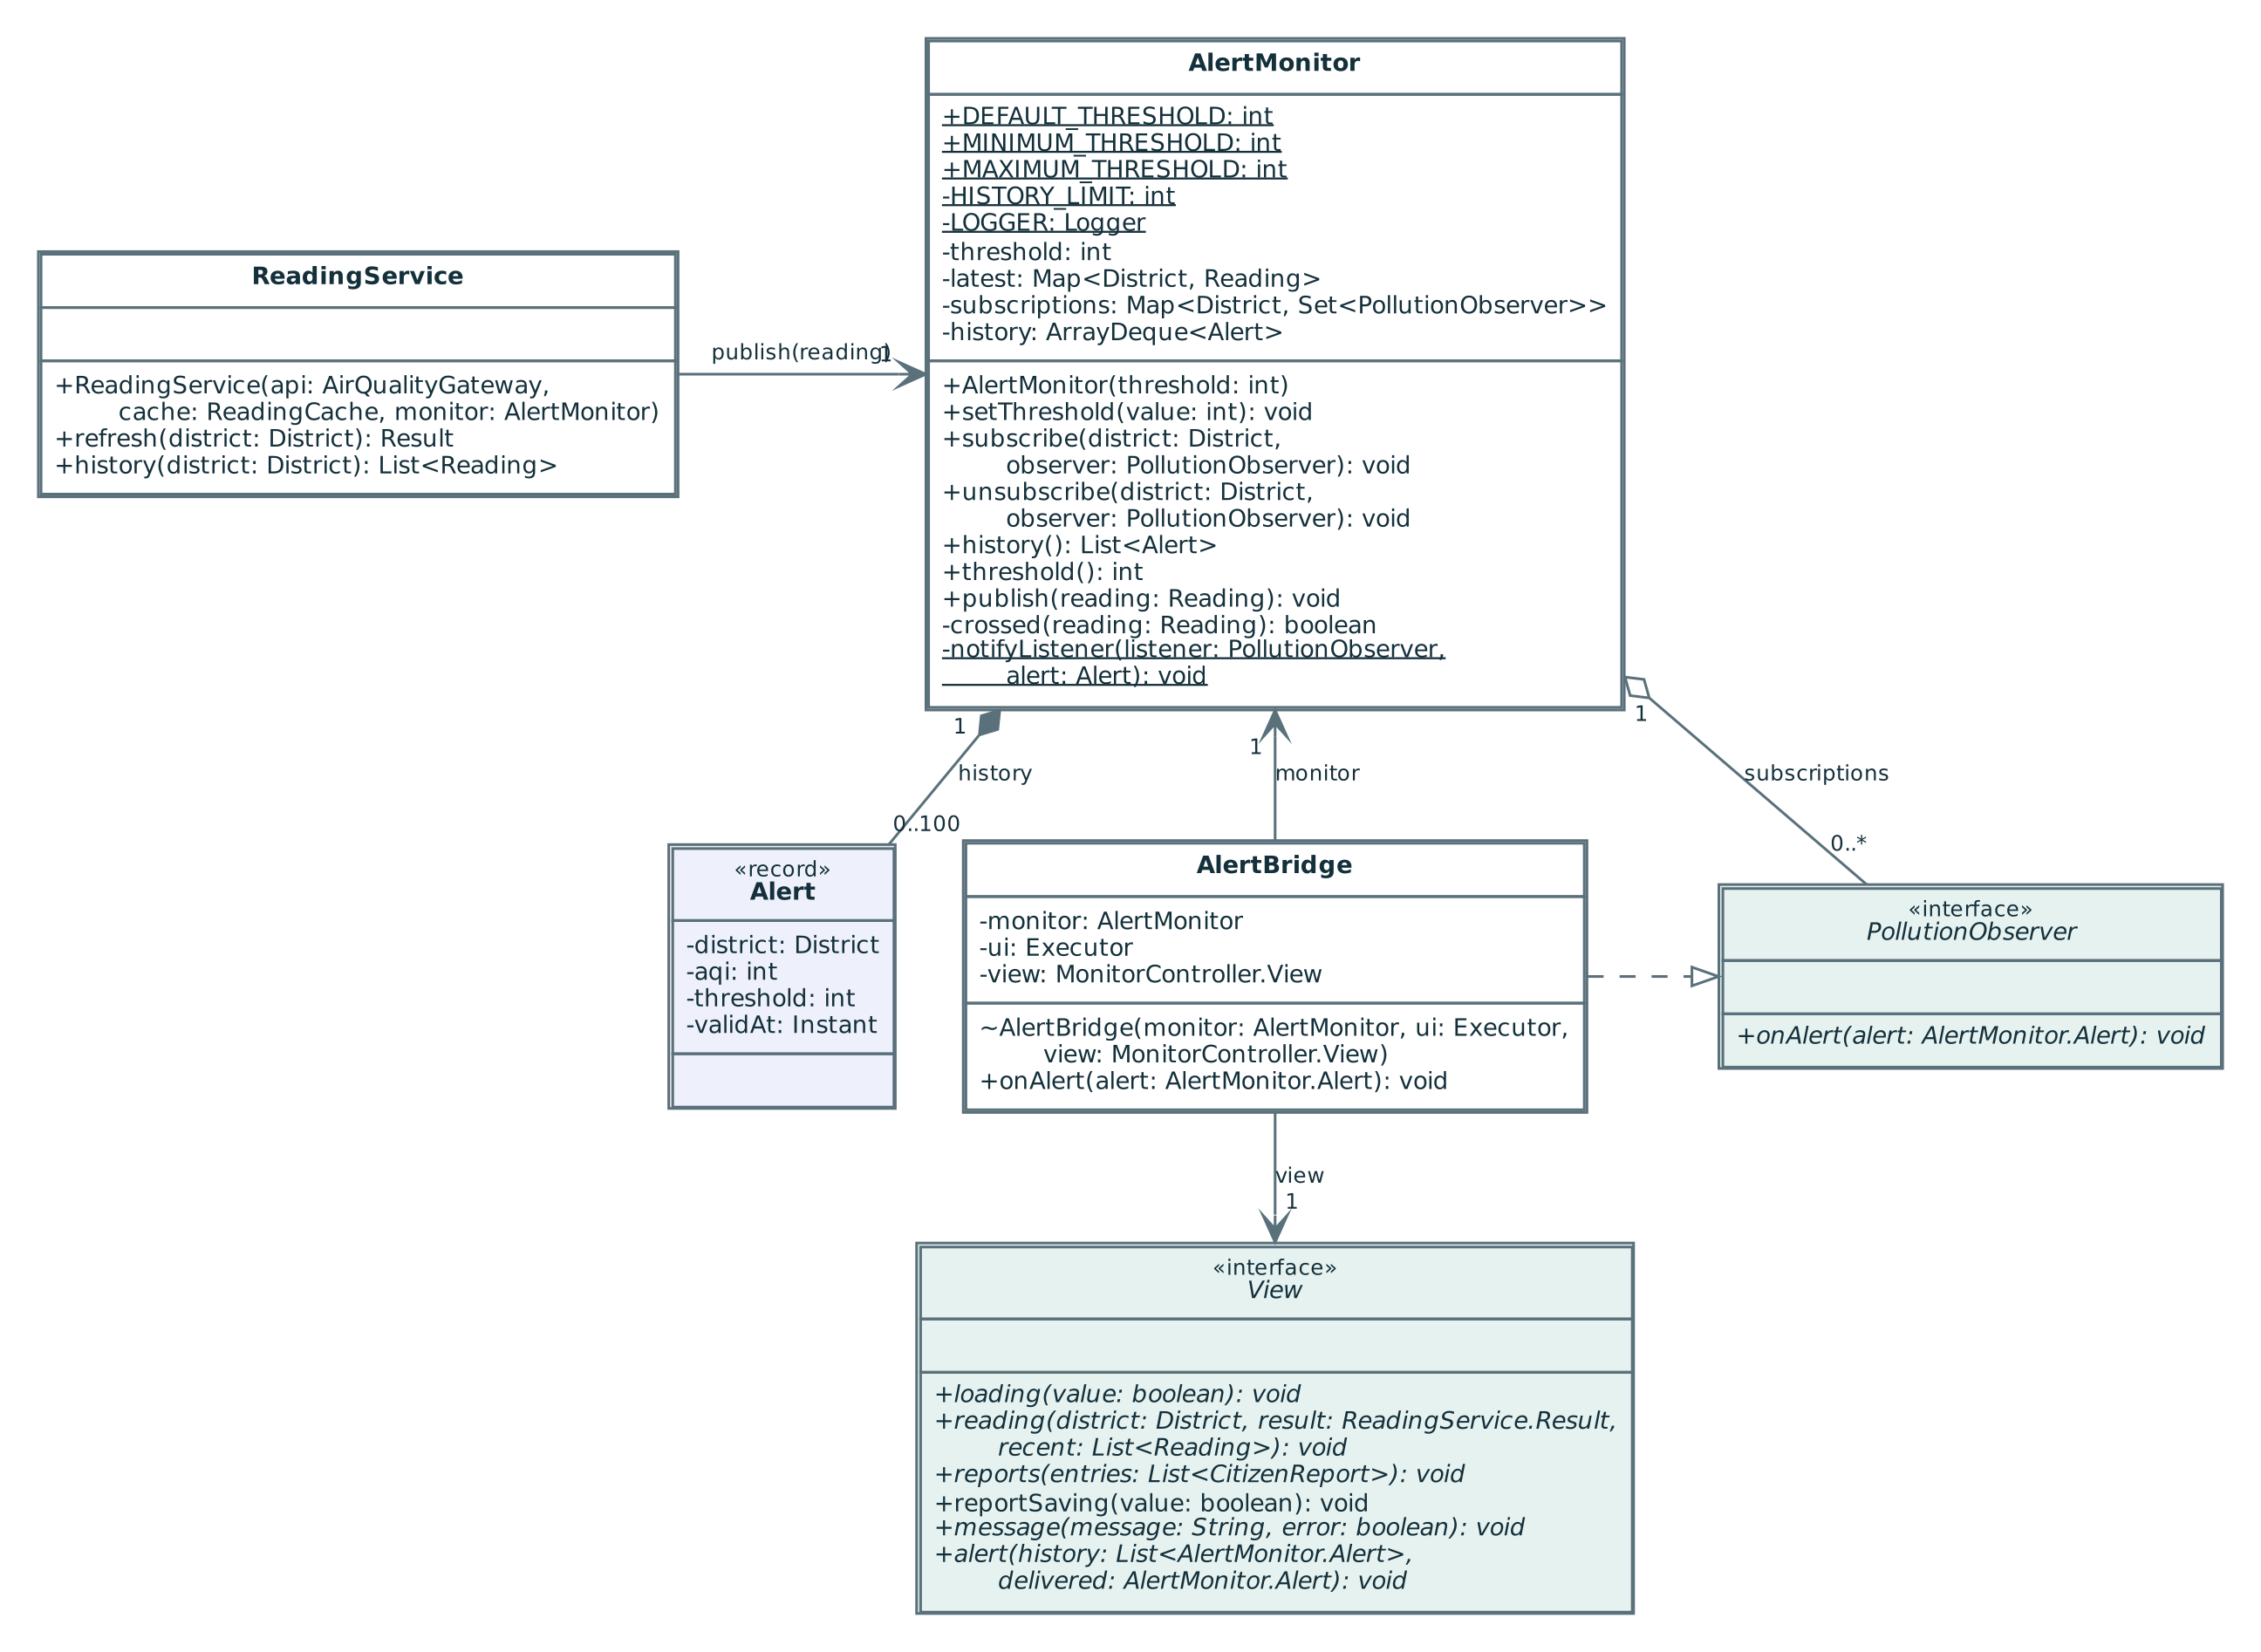 AlertMonitor
+DEFAULT_THRESHOLD: int
+MINIMUM_THRESHOLD: int
+MAXIMUM_THRESHOLD: int
-HISTORY_LIMIT: int
-LOGGER: Logger
-threshold: int
-latest: Map<District, Reading>
-subscriptions: Map<District, Set<PollutionObserver>>
-history: ArrayDeque<Alert>
+AlertMonitor(threshold: int)
+setThreshold(value: int): void
+subscribe(district: District,
observer: PollutionObserver): void
+unsubscribe(district: District,
observer: PollutionObserver): void
+history(): List<Alert>
+threshold(): int
+publish(reading: Reading): void
-crossed(reading: Reading): boolean
-notifyListener(listener: PollutionObserver,
alert: Alert): void
ReadingService
+ReadingService(api: AirQualityGateway,
cache: ReadingCache, monitor: AlertMonitor)
+refresh(district: District): Result
+history(district: District): List<Reading>
publish(reading)
1
1
history
0..100
1
monitor
1
subscriptions
0..*
«record»
Alert
-district: District
-aqi: int
-threshold: int
-validAt: Instant
AlertBridge
-monitor: AlertMonitor
-ui: Executor
-view: MonitorController.View
~AlertBridge(monitor: AlertMonitor, ui: Executor,
view: MonitorController.View)
+onAlert(alert: AlertMonitor.Alert): void
«interface»
PollutionObserver
+onAlert(alert: AlertMonitor.Alert): void
view
1
«interface»
View
+loading(value: boolean): void
+reading(district: District, result: ReadingService.Result,
recent: List<Reading>): void
+reports(entries: List<CitizenReport>): void
+reportSaving(value: boolean): void
+message(message: String, error: boolean): void
+alert(history: List<AlertMonitor.Alert>,
delivered: AlertMonitor.Alert): void